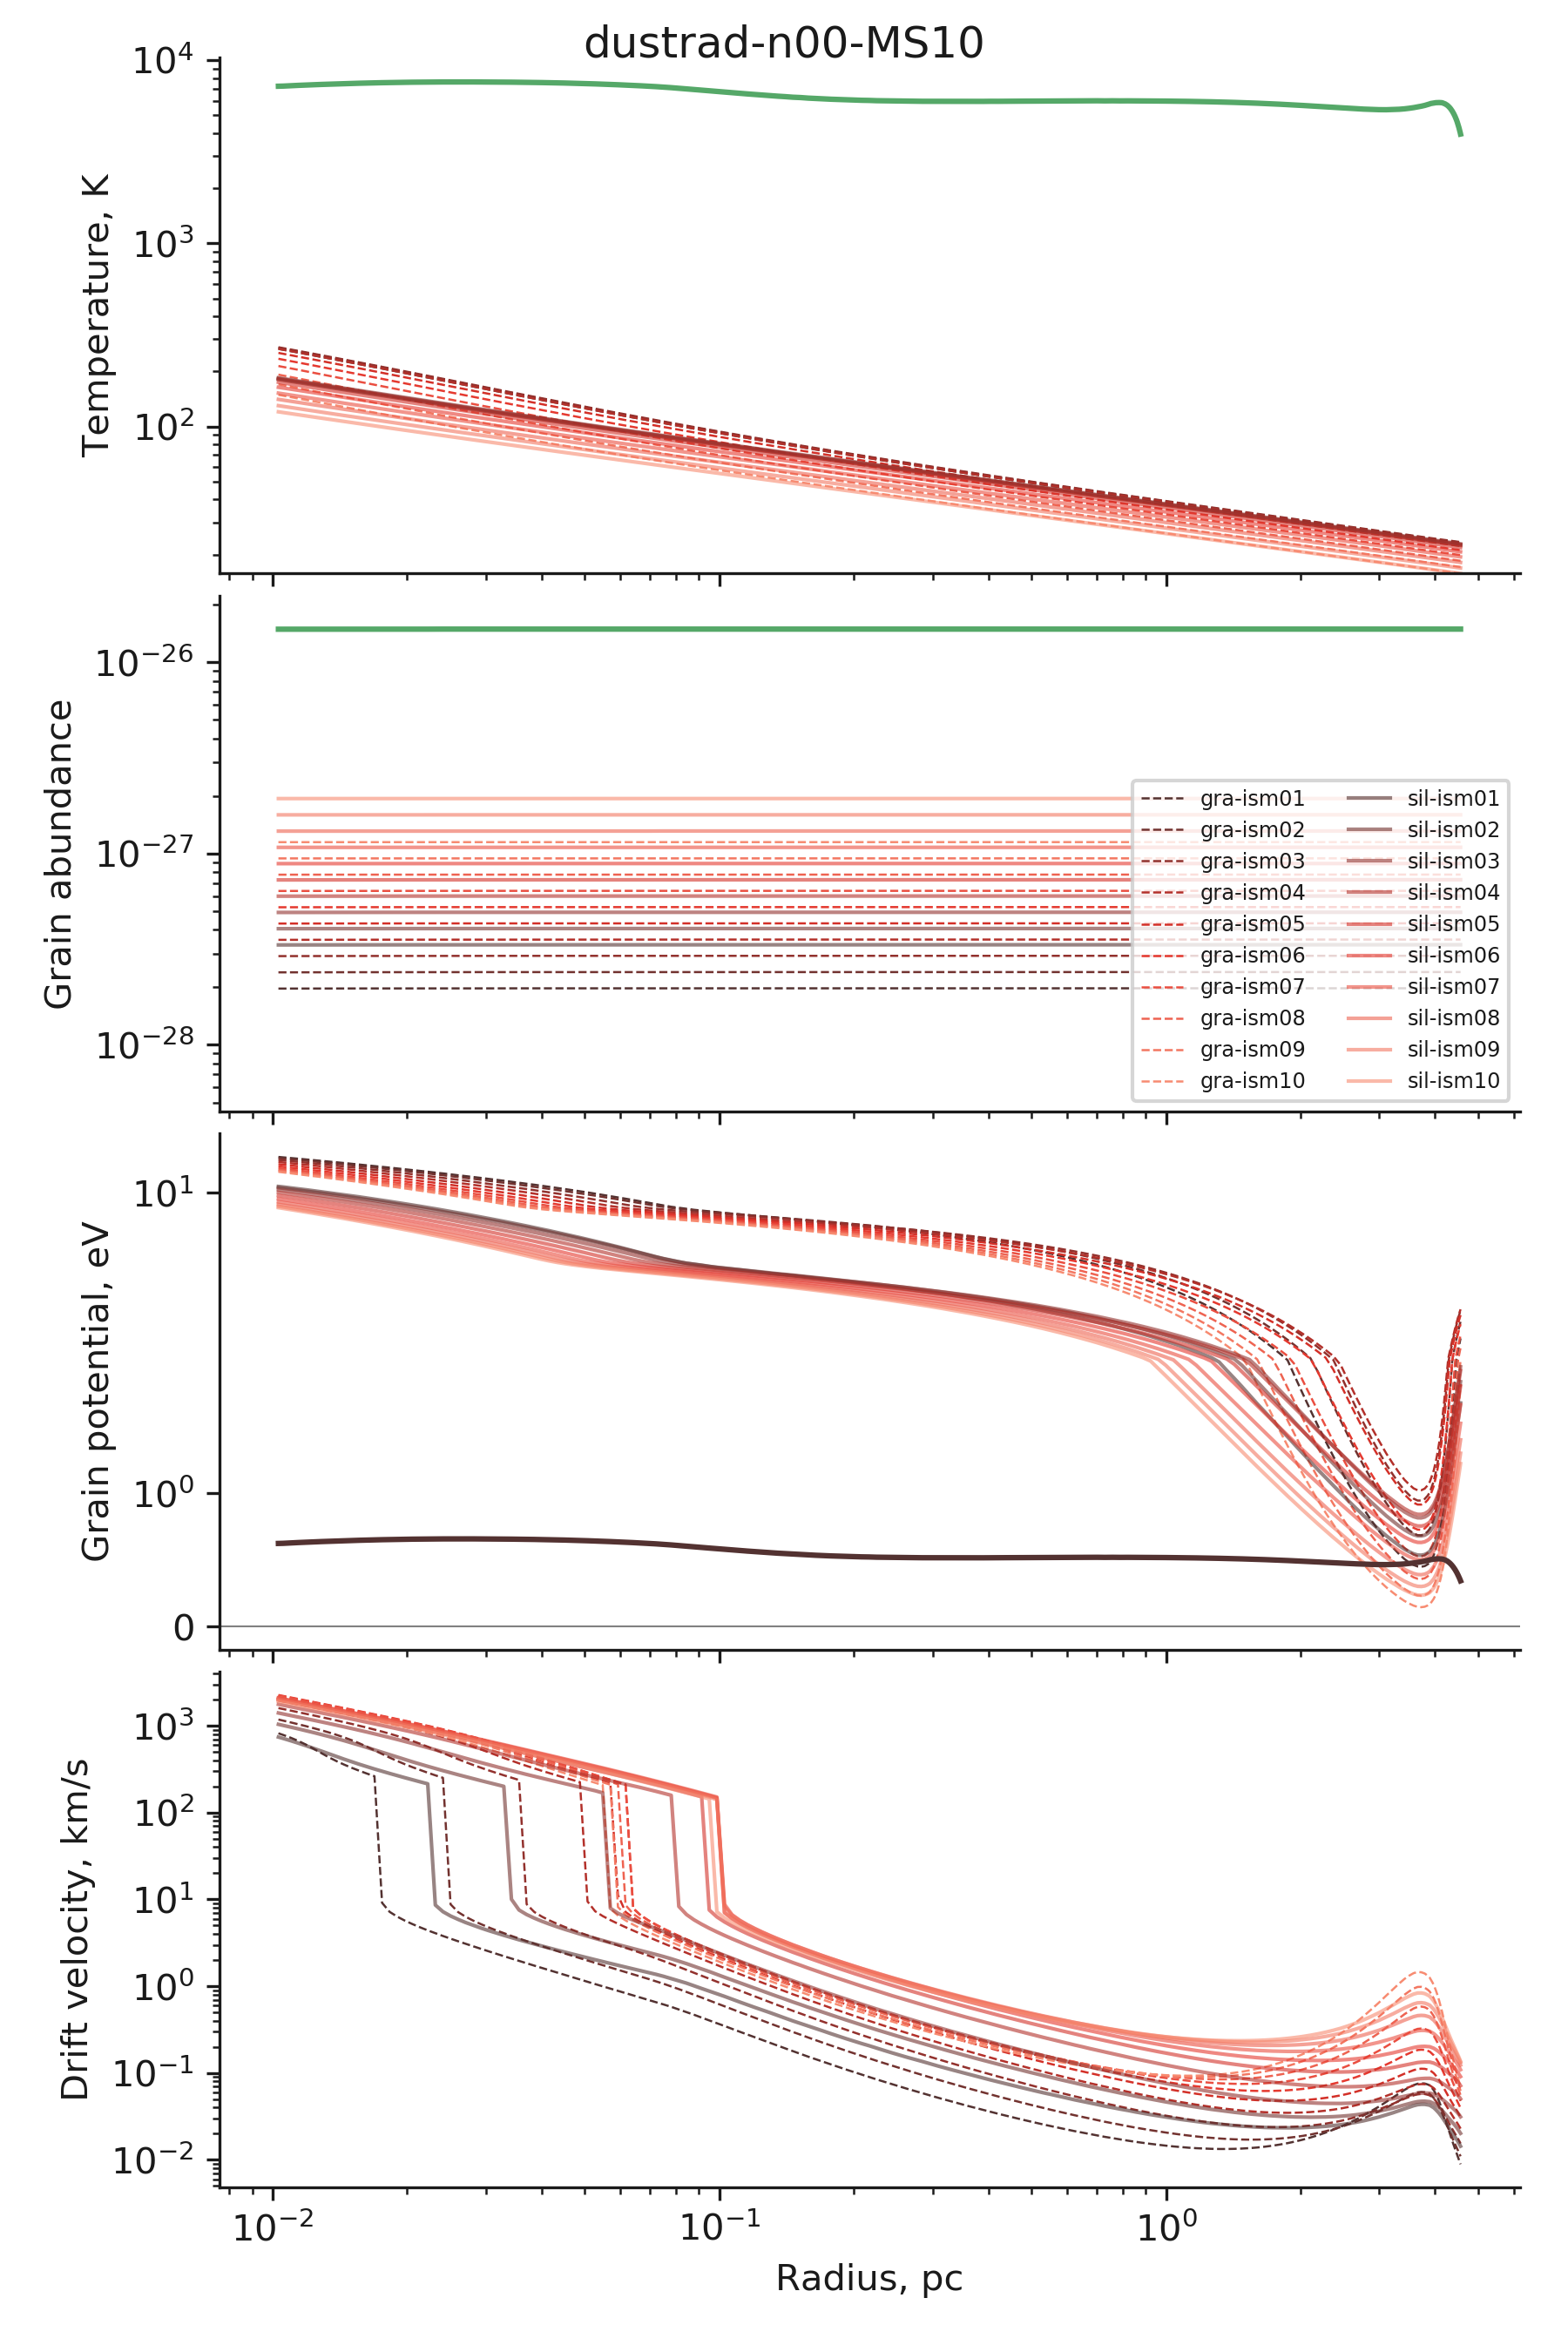 dustrad-n00-MS10
10^4
10^3
10^2
Temperature, K
10^−26
10^−27
10^−28
Grain abundance
gra-ism01 sil-ism01
gra-ism02 sil-ism02
gra-ism03 sil-ism03
gra-ism04 sil-ism04
gra-ism05 sil-ism05
gra-ism06 sil-ism06
gra-ism07 sil-ism07
gra-ism08 sil-ism08
gra-ism09 sil-ism09
gra-ism10 sil-ism10
10^1
10^0
0
Grain potential, eV
10^3
10^2
10^1
10^0
10^−1
10^−2
Drift velocity, km/s
10^−2 10^−1 10^0
Radius, pc